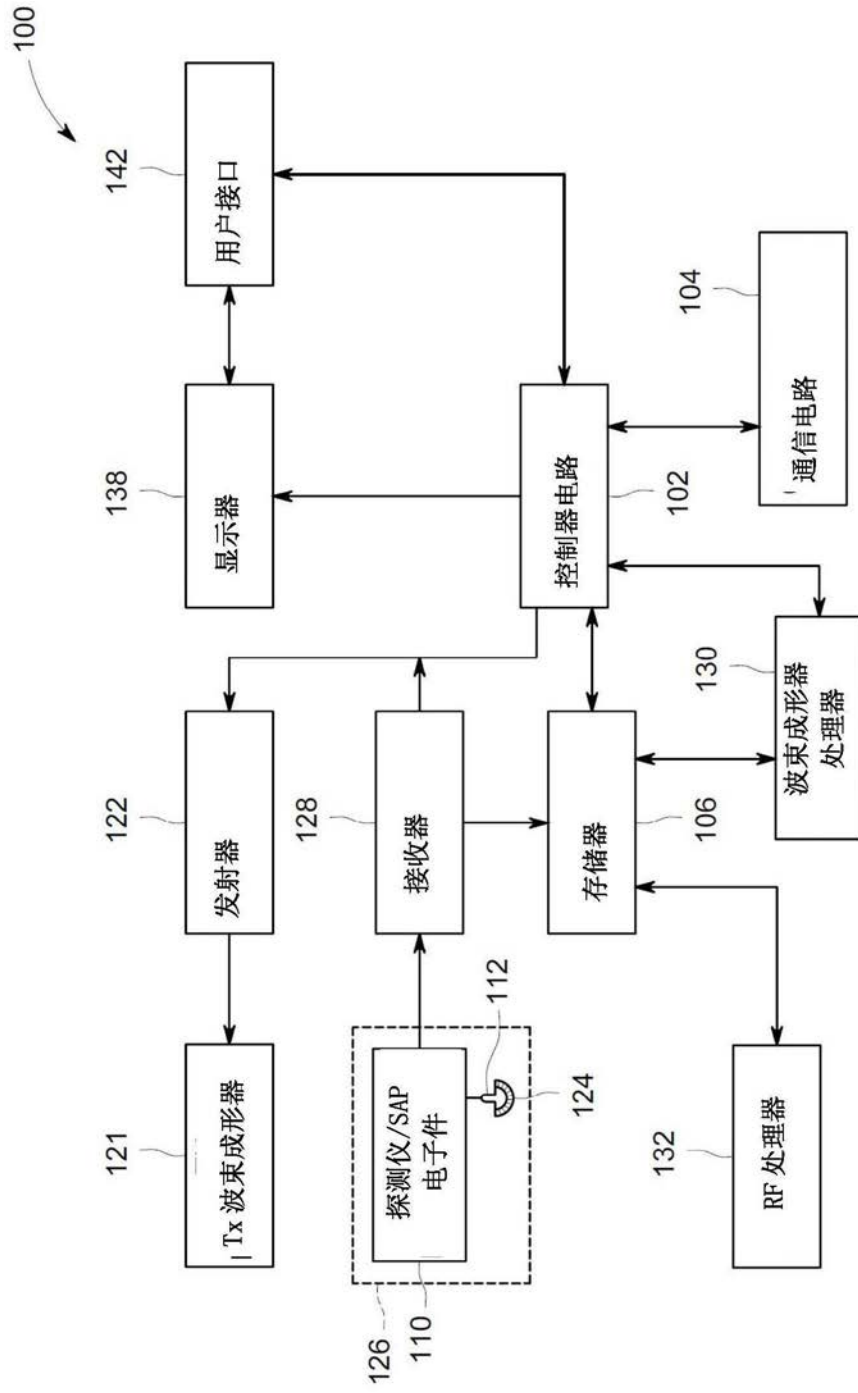 100
121
122
138
142
Tx 波束成形器
发射器
显示器
用户接口
126
110
128
探测仪/SAP
电子件
接收器
112
124
存储器
控制器电路
106
102
132
130
104
RF 处理器
波束成形器
处理器
通信电路